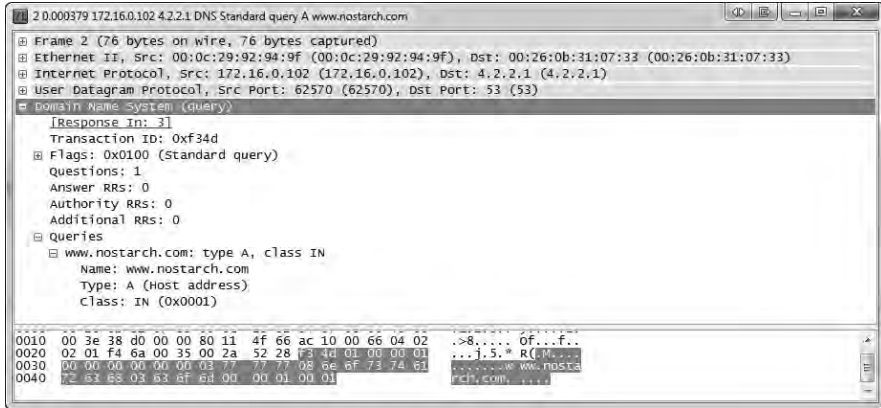 2 0.000379 172.16.0.102 4.2.2.1 DNS Standard query A www.nostarch.com
Frame 2 (76 bytes on wire, 76 bytes captured)
Ethernet II, Src: 00:0c:29:92:94:9f (00:0c:29:92:94:9f), Dst: 00:26:0b:31:07:33 (00:26:0b:31:07:33)
Internet Protocol, Src: 172.16.0.102 (172.16.0.102), Dst: 4.2.2.1 (4.2.2.1)
User Datagram Protocol, Src Port: 62570 (62570), Dst Port: 53 (53)
Domain Name System (query)
[Response In: 3]
Transaction ID: 0xf34d
Flags: 0x0100 (Standard query)
Questions: 1
Answer RRs: 0
Authority RRs: 0
Additional RRs: 0
Queries
www.nostarch.com: type A, class IN
Name: www.nostarch.com
Type: A (Host address)
Class: IN (0x0001)
0010 00 3e 38 d0 00 00 80 11 4f 66 ac 10 00 66 04 02 .>8..... Of...f..
0020 02 01 f4 6a 00 35 00 2a 52 28 f3 4d 01 00 00 01 ...j.5.* R(.M....
0030 00 00 00 00 00 00 03 77 77 77 08 6e 6f 73 74 61 .......w ww.nosta
0040 72 63 68 03 63 6f 6d 00 00 01 00 01 rch.com. ....